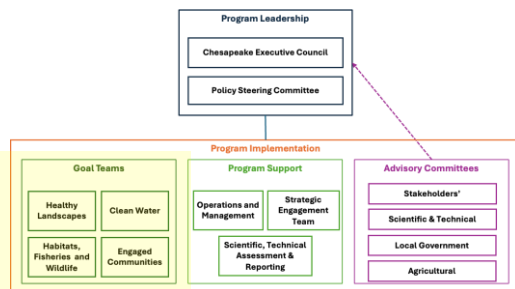 Program Leadership
Chesapeake Executive Council
Policy Steering Committee
Program Implementation
Goal Teams
Healthy
Landscapes
Clean Water
Habitats,
Fisheries and
Wildlife
Engaged
Communities
Program Support
Operations and
Management
Strategic
Engagement
Team
Scientific, Technical
Assessment &
Reporting
Advisory Committees
Stakeholders'
Scientific & Technical
Local Government
Agricultural